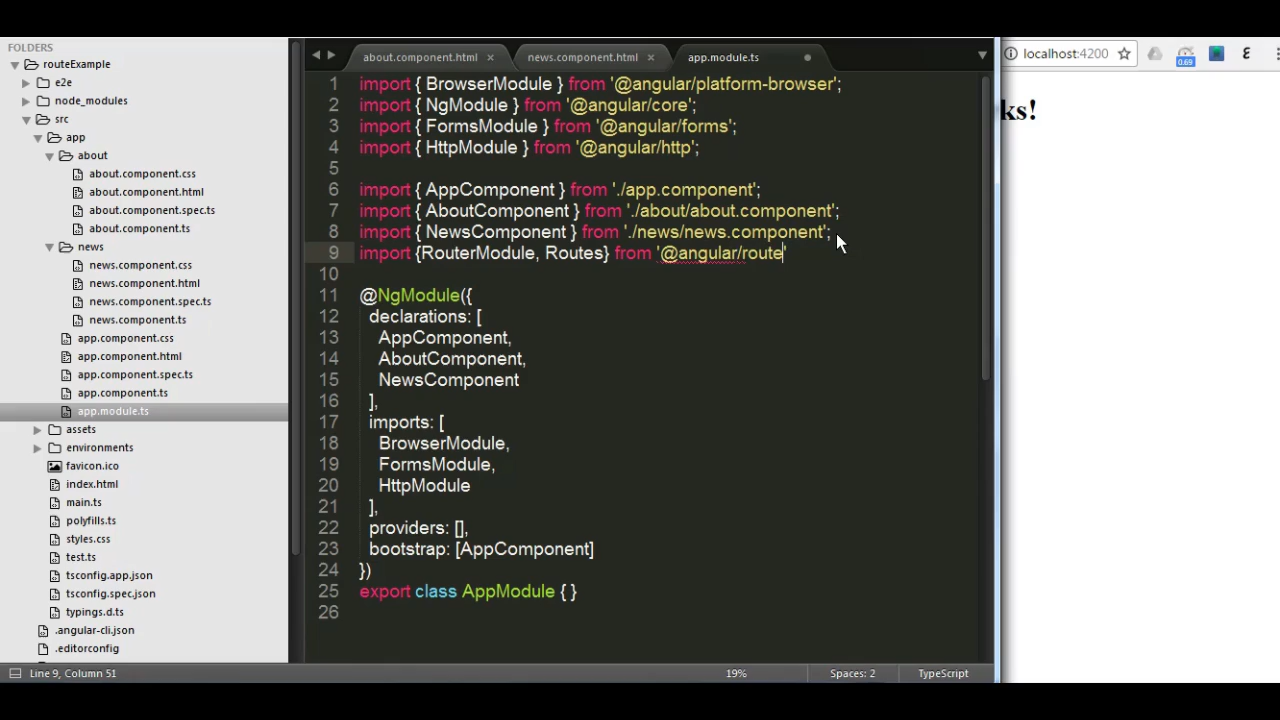 FOLDERS
routeExample
e2e
node_modules
src
app
about
about.component.css
about.component.html
about.component.spec.ts
about.component.ts
news
news.component.css
news.component.html
news.component.spec.ts
news.component.ts
app.component.css
app.component.html
app.component.spec.ts
app.component.ts
app.module.ts
assets
environments
favicon.ico
index.html
main.ts
polyfills.ts
styles.css
test.ts
tsconfig.app.json
tsconfig.spec.json
typings.d.ts
.angular-cli.json
.editorconfig
about.component.html × news.component.html × app.module.ts
1 import { BrowserModule } from '@angular/platform-browser';
2 import { NgModule } from '@angular/core';
3 import { FormsModule } from '@angular/forms';
4 import { HttpModule } from '@angular/http';
5
6 import { AppComponent } from './app.component';
7 import { AboutComponent } from './about/about.component';
8 import { NewsComponent } from './news/news.component';
9 import {RouterModule, Routes} from '@angular/route'
10
11 @NgModule({
12 declarations: [
13 AppComponent,
14 AboutComponent,
15 NewsComponent
16 ],
17 imports: [
18 BrowserModule,
19 FormsModule,
20 HttpModule
21 ],
22 providers: [],
23 bootstrap: [AppComponent]
24 })
25 export class AppModule { }
26
Line 9, Column 51 19% Spaces: 2 TypeScript
localhost:4200
0.69
ks!